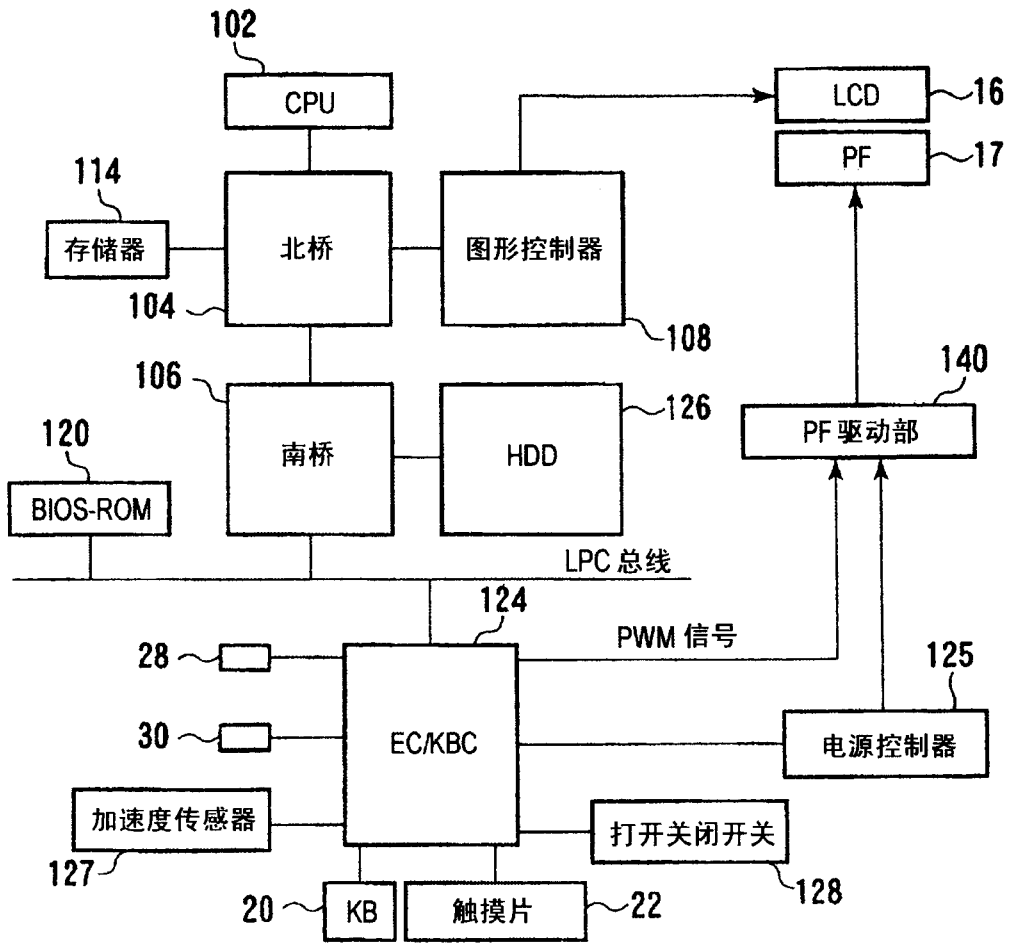 102
CPU
LCD
16
PF
17
114
存储器
北桥
104
图形控制器
108
106
南桥
HDD
126
140
PF 驱动部
120
BIOS-ROM
LPC 总线
124
PWM 信号
28
30
EC/KBC
125
电源控制器
加速度传感器
127
打开关闭开关
128
20
KB
触摸片
22